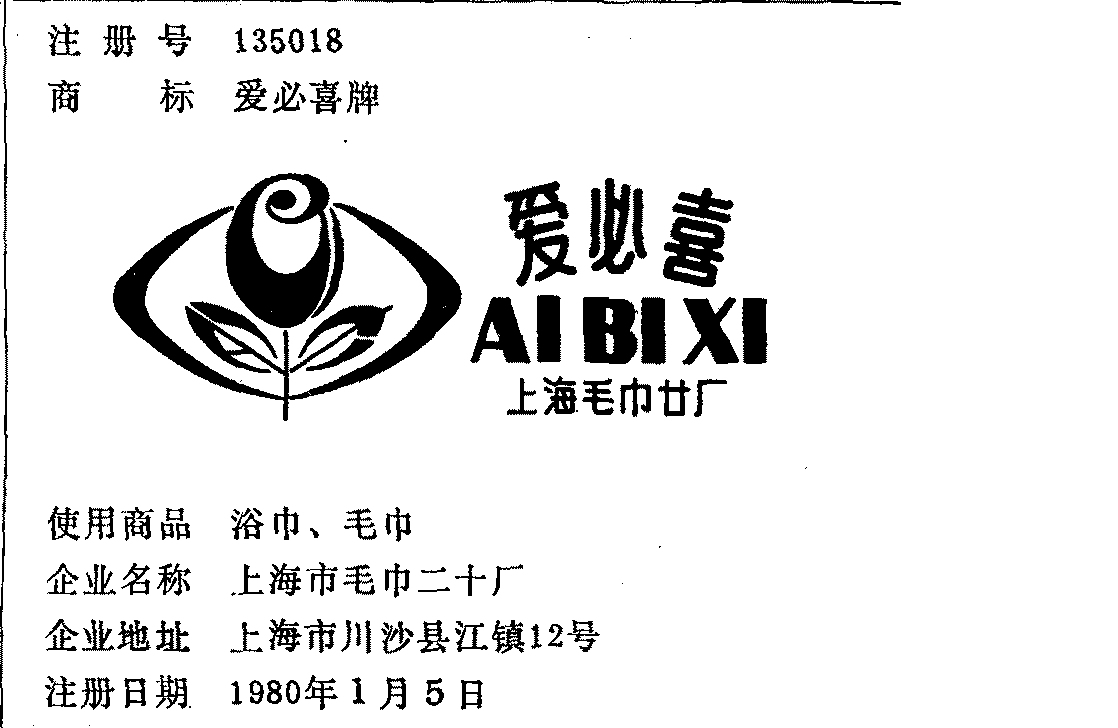 注册号 135018
商标 爱必喜牌
爱必喜
AIBIXI
上海毛巾廿厂
使用商品 浴巾、毛巾
企业名称 上海市毛巾二十厂
企业地址 上海市川沙县江镇12号
注册日期 1980年1月5日